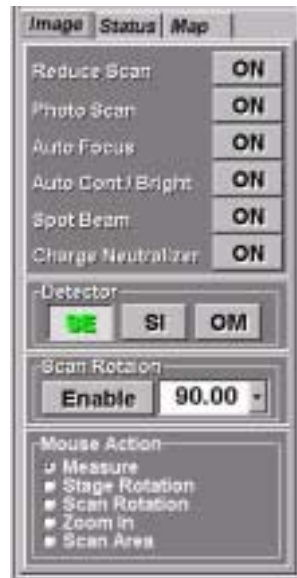 Image Status Map
Reduce Scan ON
Photo Scan ON
Auto Focus ON
Auto Cont / Bright ON
Spot Beam ON
Charge Neutralizer ON
Detector
SE SI OM
Scan Rotaion
Enable 90.00
Mouse Action
Measure
Stage Rotation
Scan Rotation
Zoom In
Scan Area